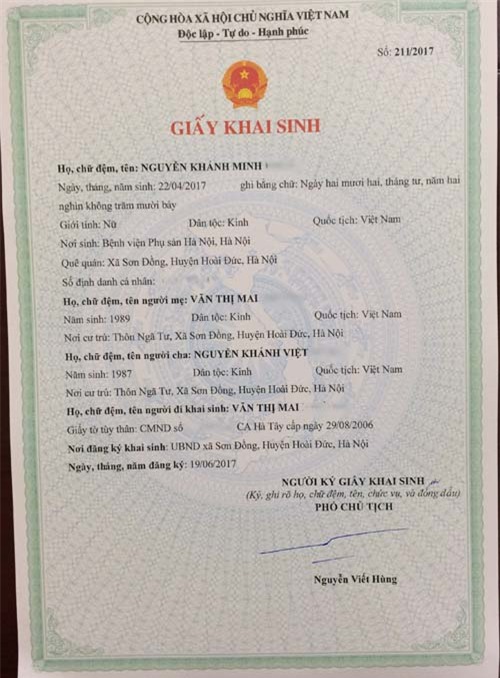 CỘNG HÒA XÃ HỘI CHỦ NGHĨA VIỆT NAM
Độc lập - Tự do - Hạnh phúc
Số: 211/2017
GIẤY KHAI SINH
Họ, chữ đệm, tên: NGUYỄN KHÁNH MINH
Ngày, tháng, năm sinh: 22/04/2017 ghi bằng chữ: Ngày hai mươi hai, tháng tư, năm hai
nghìn không trăm mười bảy
Giới tính: Nữ Dân tộc: Kinh Quốc tịch: Việt Nam
Nơi sinh: Bệnh viện Phụ sản Hà Nội, Hà Nội
Quê quán: Xã Sơn Đồng, Huyện Hoài Đức, Hà Nội
Số định danh cá nhân:
Họ, chữ đệm, tên người mẹ: VĂN THỊ MAI
Năm sinh: 1989 Dân tộc: Kinh Quốc tịch: Việt Nam
Nơi cư trú: Thôn Ngã Tư, Xã Sơn Đồng, Huyện Hoài Đức, Hà Nội
Họ, chữ đệm, tên người cha: NGUYỄN KHÁNH VIỆT
Năm sinh: 1987 Dân tộc: Kinh Quốc tịch: Việt Nam
Nơi cư trú: Thôn Ngã Tư, Xã Sơn Đồng, Huyện Hoài Đức, Hà Nội
Họ, chữ đệm, tên người đi khai sinh: VĂN THỊ MAI
Giấy tờ tùy thân: CMND số CA Hà Tây cấp ngày 29/08/2006
Nơi đăng ký khai sinh: UBND xã Sơn Đồng, Huyện Hoài Đức, Hà Nội
Ngày, tháng, năm đăng ký: 19/06/2017
NGƯỜI KÝ GIẤY KHAI SINH
(Ký, ghi rõ họ, chữ đệm, tên, chức vụ, và đóng dấu)
PHÓ CHỦ TỊCH
Nguyễn Viết Hùng